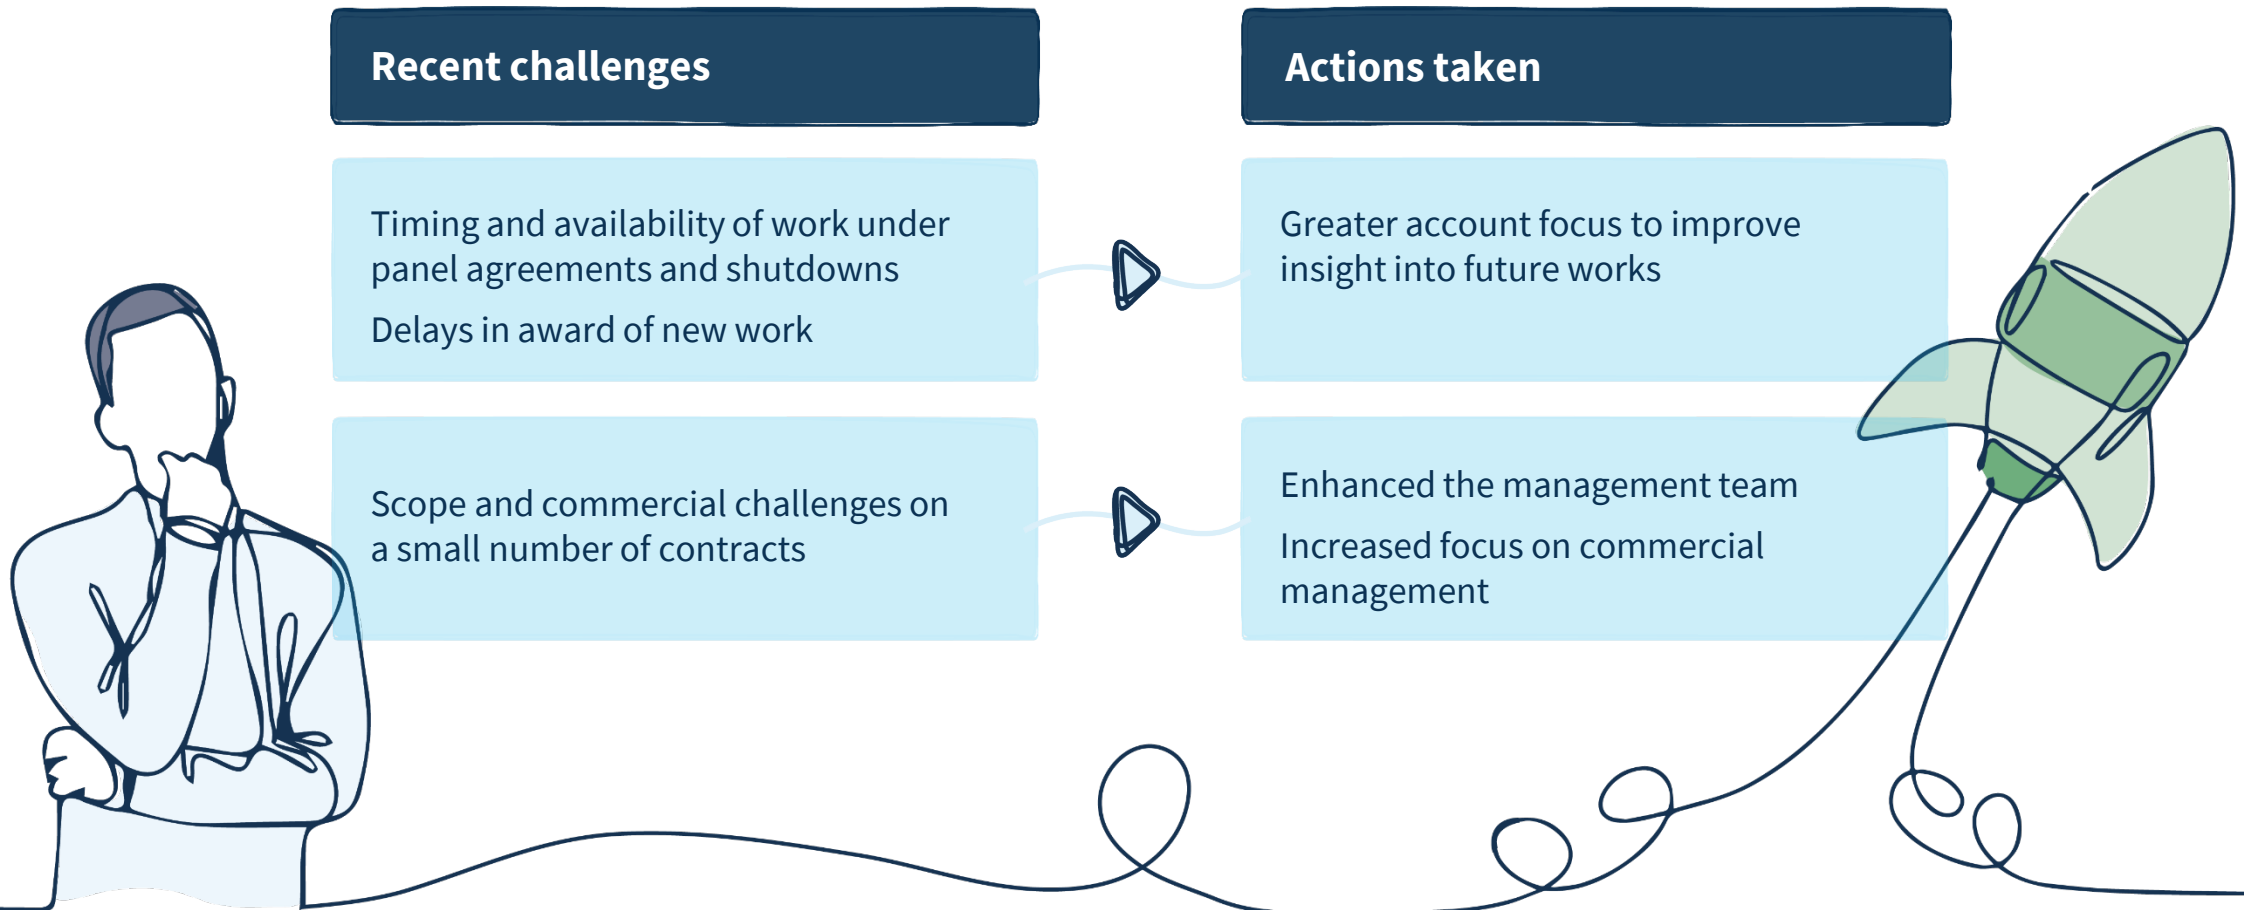 Recent challenges
Actions taken
Timing and availability of work under
panel agreements and shutdowns
Delays in award of new work
Greater account focus to improve
insight into future works
Scope and commercial challenges on
a small number of contracts
Enhanced the management team
Increased focus on commercial
management